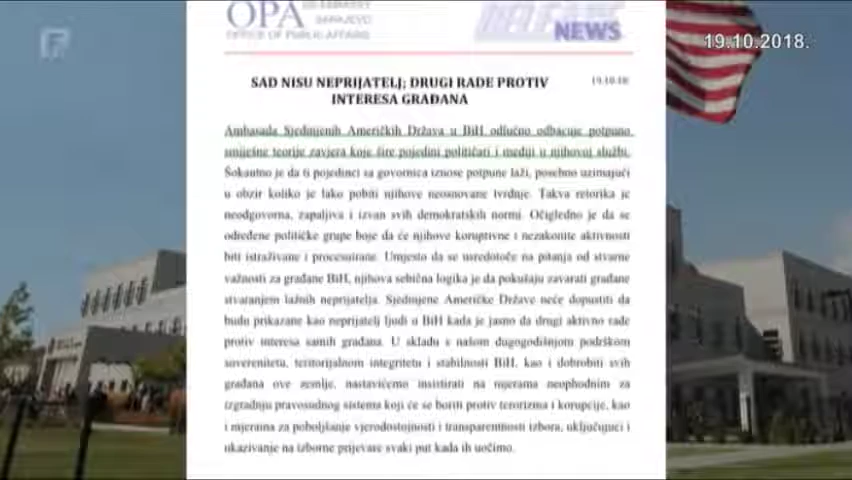 OPA
US EMBASSY
SARAJEVO
OFFICE OF PUBLIC AFFAIRS
NEWS
19.10.2018.
SAD NISU NEPRIJATELJ; DRUGI RADE PROTIV
INTERESA GRAĐANA
19.10.18
Ambasada Sjedinjenih Američkih Država u BiH odlučno odbacuje potpuno
smiješne teorije zavjera koje šire pojedini političari i mediji u njihovoj službi.
Šokantno je da ti pojedinci sa govornica iznose potpune laži, posebno uzimajući
u obzir koliko je lako pobiti njihove neosnovane tvrdnje. Takva retorika je
neodgovorna, zapaljiva i izvan svih demokratskih normi. Očigledno je da se
određene političke grupe boje da će njihove koruptivne i nezakonite aktivnosti
biti istraživane i procesuirane. Umjesto da se usredotoče na pitanja od stvarne
važnosti za građane BiH, njihova sebična logika je da pokušaju zavarati građane
stvaranjem lažnih neprijatelja. Sjedinjene Američke Države neće dopustiti da
budu prikazane kao neprijatelj ljudi u BiH kada je jasno da drugi aktivno rade
protiv interesa samih građana. U skladu s našom dugogodišnjom podrškom
suverenitetu, teritorijalnom integritetu i stabilnosti BiH, kao i dobrobiti svih
građana ove zemlje, nastavićemo insistirati na mjerama neophodnim za
izgradnju pravosudnog sistema koji će se boriti protiv terorizma i korupcije, kao
i mjerama za poboljšanje vjerodostojnosti i transparentnosti izbora, uključujući i
ukazivanje na izborne prijevare svaki put kada ih uočimo.